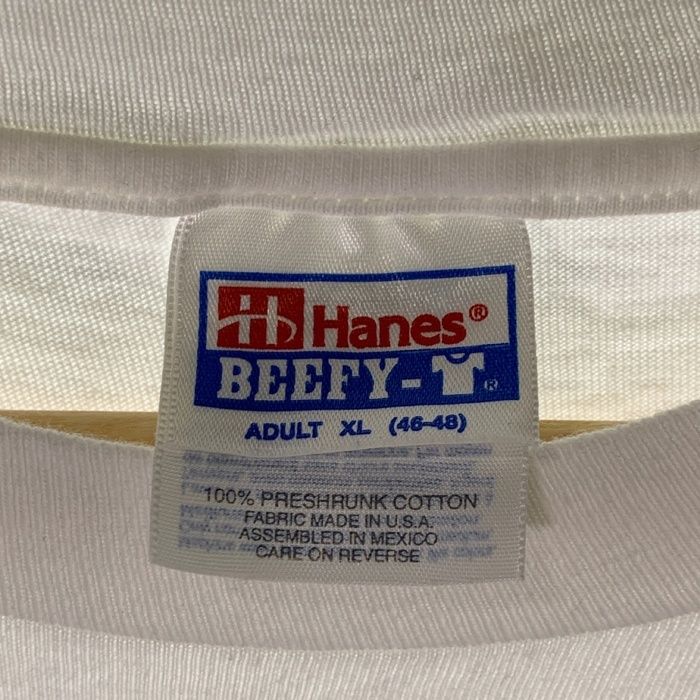 H Hanes®
BEEFY-T®
ADULT XL (46-48)
100% PRESHRUNK COTTON
FABRIC MADE IN U.S.A.
ASSEMBLED IN MEXICO
CARE ON REVERSE